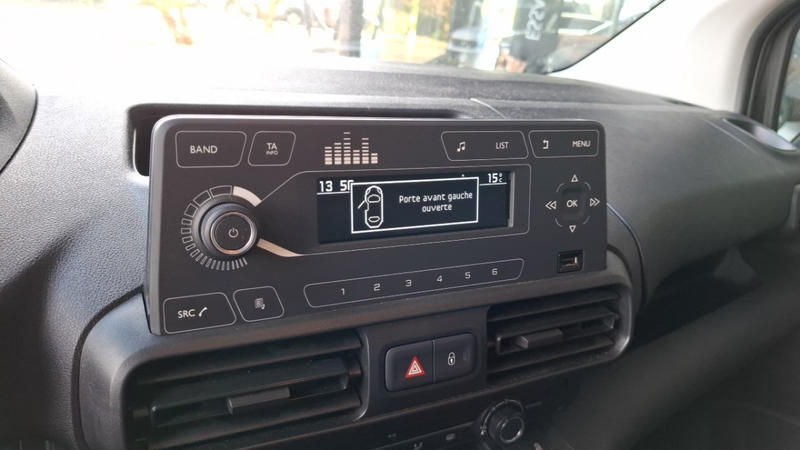 BAND
TA
INFO
LIST
MENU
13 50
15°C
Porte avant gauche
ouverte
OK
1 2 3 4 5 6
SRC